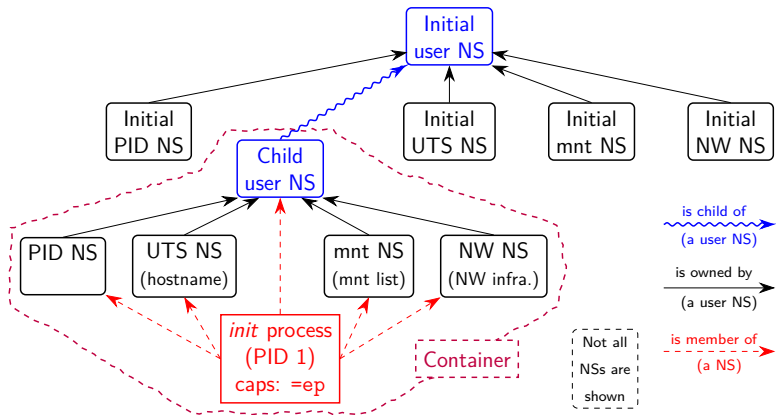 Initial
user NS
Initial
PID NS
Initial
UTS NS
Initial
mnt NS
Initial
NW NS
Child
user NS
PID NS
UTS NS
(hostname)
mnt NS
(mnt list)
NW NS
(NW infra.)
init process
(PID 1)
caps: =ep
Container
is child of
(a user NS)
is owned by
(a user NS)
is member of
(a NS)
Not all
NSs are
shown